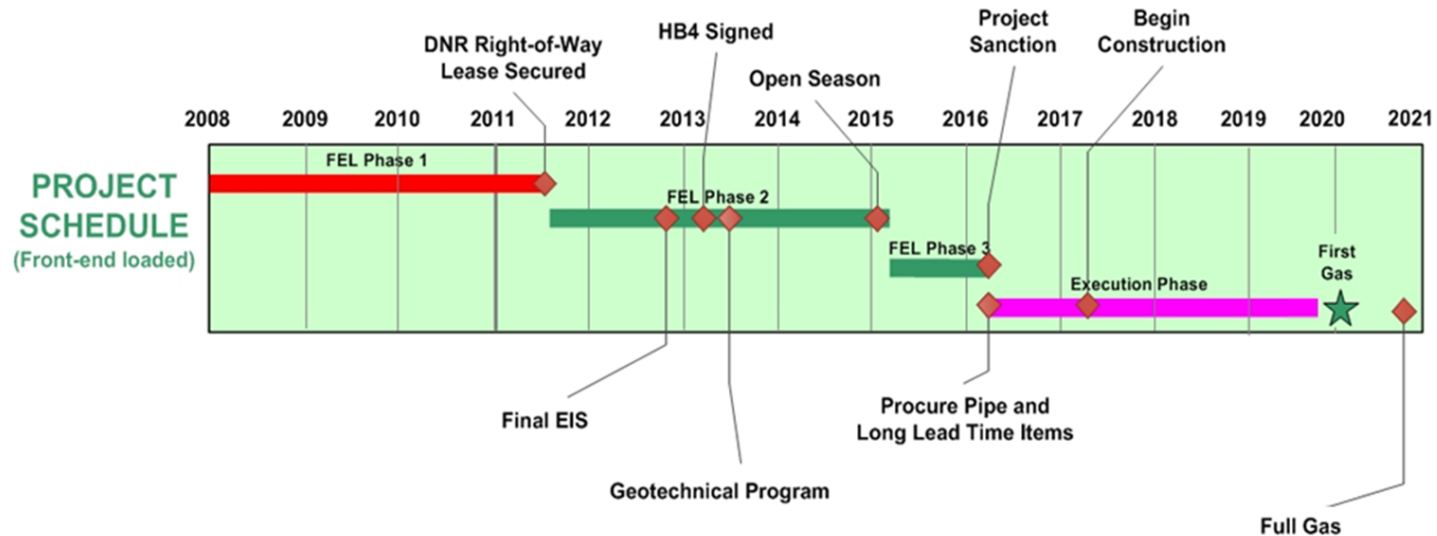 Project
Sanction
Begin
Construction
HB4 Signed
DNR Right-of-Way
Lease Secured
Open Season
2008 2009 2010 2011 2012 2013 2014 2015 2016 2017 2018 2019 2020 2021
FEL Phase 1
PROJECT
SCHEDULE
(Front-end loaded)
FEL Phase 2
FEL Phase 3
First
Gas
Execution Phase
Procure Pipe and
Long Lead Time Items
Final EIS
Geotechnical Program
Full Gas